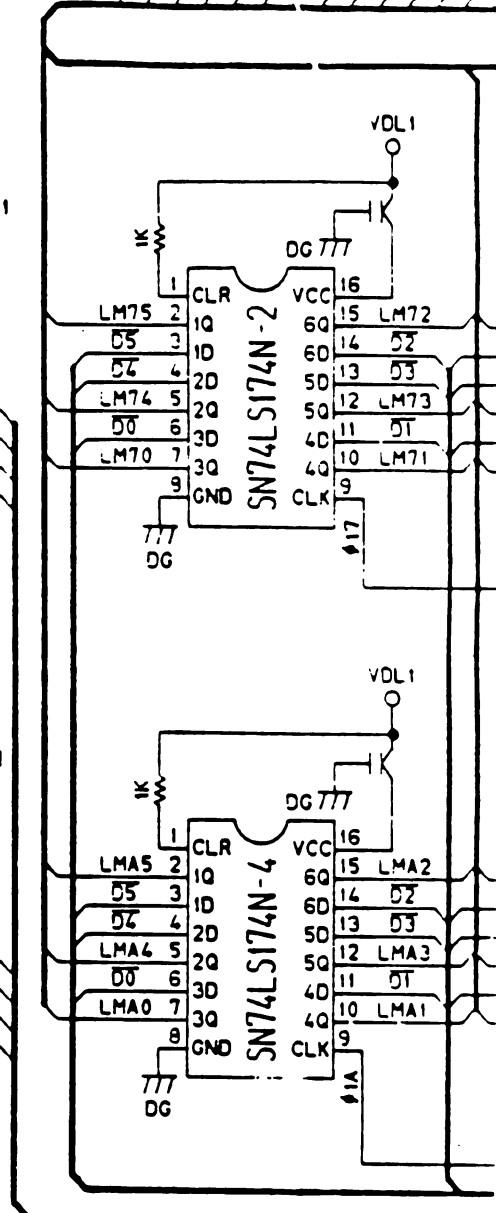 VDL1
1K
DG
1 CLR VCC 16
LM75 2 1Q 6Q 15 LM72
D5 3 1D 6D 14 D2
D4 4 2D 5D 13 D3
LM74 5 2Q 5Q 12 LM73
D0 6 3D 4D 11 D1
LM70 7 3Q 4Q 10 LM71
9 GND CLK 9
SN74LS174N-2
DG
φ17
VDL1
1K
DG
1 CLR VCC 16
LMA5 2 1Q 6Q 15 LMA2
D5 3 1D 6D 14 D2
D4 4 2D 5D 13 D3
LMA4 5 2Q 5Q 12 LMA3
D0 6 3D 4D 11 D1
LMA0 7 3Q 4Q 10 LMA1
8 GND CLK 9
SN74LS174N-4
DG
φ1A